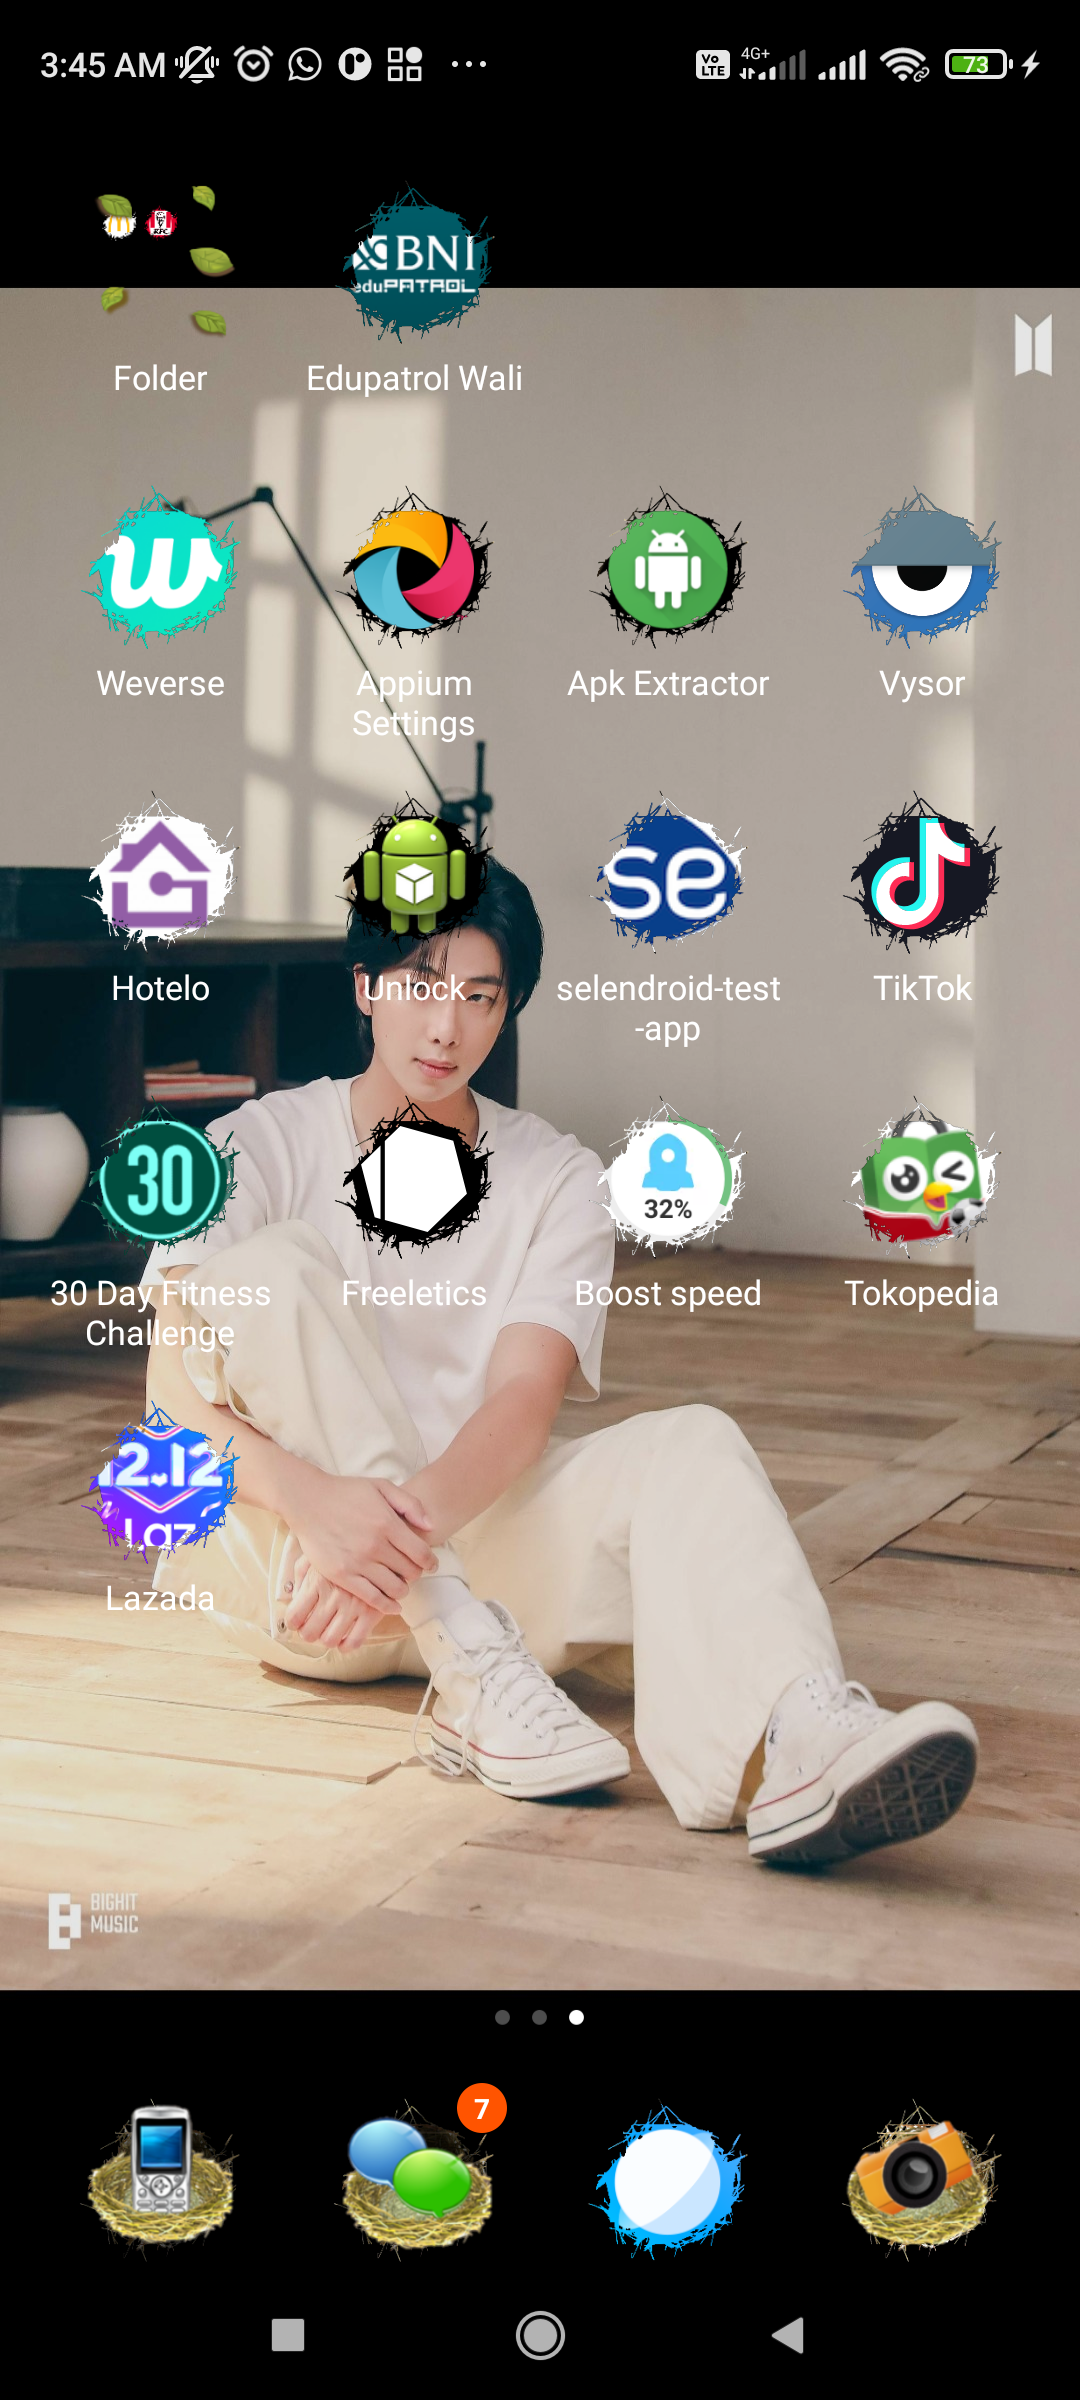 3:45 AM
Vo
LTE
4G+
73
KFC
BNI
eduPATROL
Folder
Edupatrol Wali
w
Weverse
Appium
Settings
Apk Extractor
Vysor
se
Hotelo
Unlock
selendroid-test
-app
TikTok
30
32%
30 Day Fitness
Challenge
Freeletics
Boost speed
Tokopedia
12.12
Laz
Lazada
BIGHIT
MUSIC
7